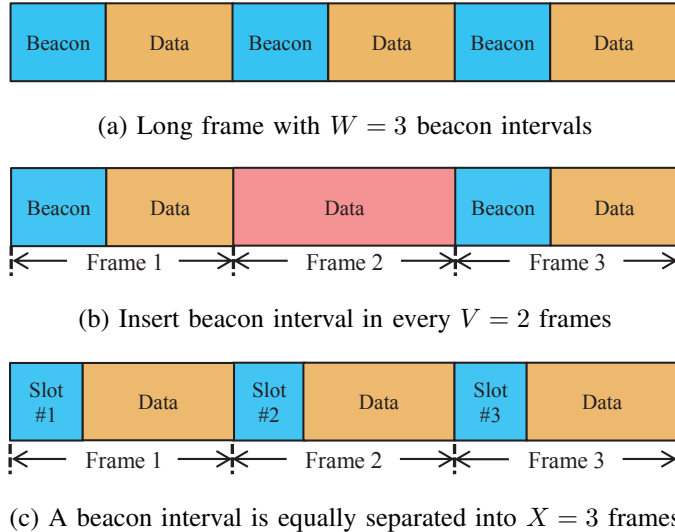 Beacon Data Beacon Data Beacon Data
(a) Long frame with W = 3 beacon intervals
Beacon Data Data Beacon Data
Frame 1 Frame 2 Frame 3
(b) Insert beacon interval in every V = 2 frames
Slot Slot Slot
#1 Data #2 Data #3 Data
Frame 1 Frame 2 Frame 3
(c) A beacon interval is equally separated into X = 3 frames